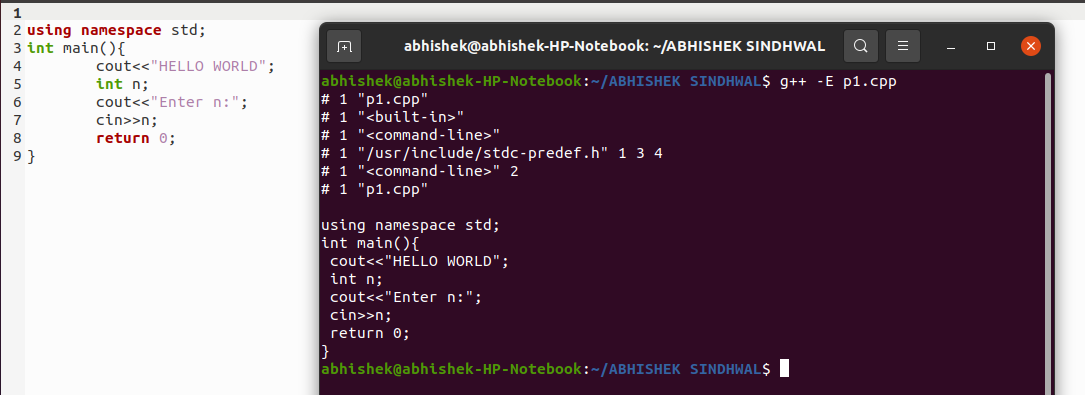 1
2 using namespace std;
3 int main(){
4 cout<<"HELLO WORLD";
5 int n;
6 cout<<"Enter n:";
7 cin>>n;
8 return 0;
9 }
abhishek@abhishek-HP-Notebook: ~/ABHISHEK SINDHWAL
abhishek@abhishek-HP-Notebook:~/ABHISHEK SINDHWAL$ g++ -E p1.cpp
# 1 "p1.cpp"
# 1 "<built-in>"
# 1 "<command-line>"
# 1 "/usr/include/stdc-predef.h" 1 3 4
# 1 "<command-line>" 2
# 1 "p1.cpp"
using namespace std;
int main(){
cout<<"HELLO WORLD";
int n;
cout<<"Enter n:";
cin>>n;
return 0;
}
abhishek@abhishek-HP-Notebook:~/ABHISHEK SINDHWAL$